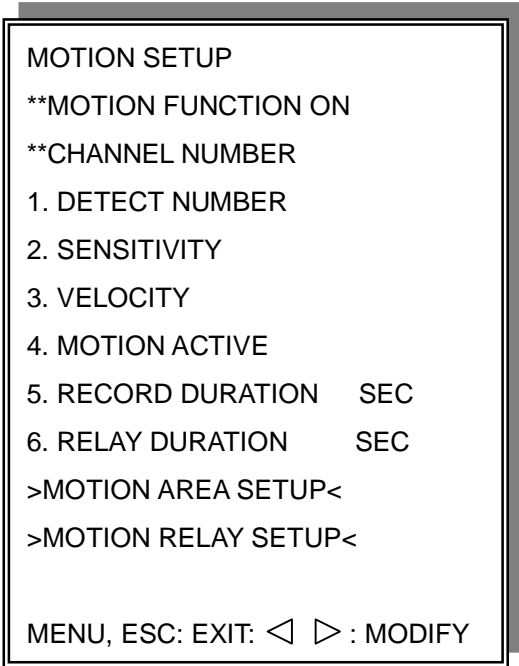 MOTION SETUP
**MOTION FUNCTION ON
**CHANNEL NUMBER
1. DETECT NUMBER
2. SENSITIVITY
3. VELOCITY
4. MOTION ACTIVE
5. RECORD DURATION SEC
6. RELAY DURATION SEC
>MOTION AREA SETUP<
>MOTION RELAY SETUP<
MENU, ESC: EXIT: ◁ ▷ : MODIFY